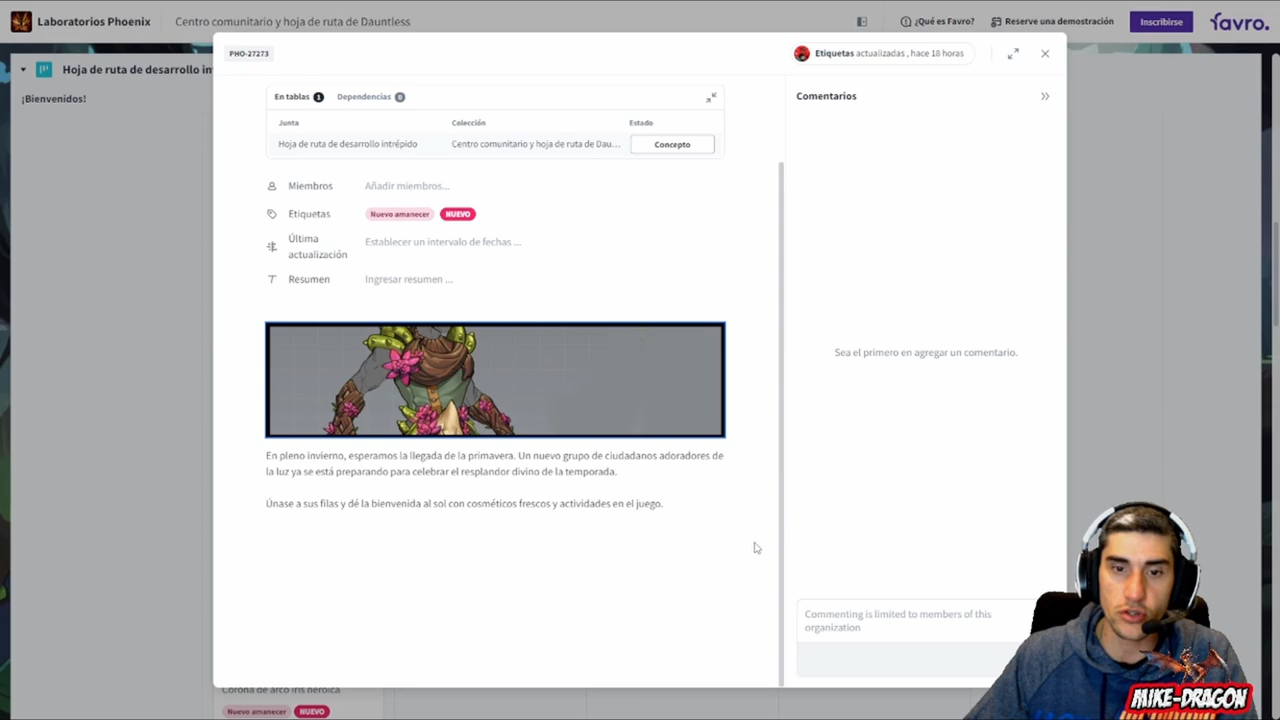 Laboratorios Phoenix
Centro comunitario y hoja de ruta de Dauntless
¿Qué es Favro?
Reserve una demostración
Inscribirse
favro.
Hoja de ruta de desarrollo int
¡Bienvenidos!
PHO-27273
Etiquetas actualizadas , hace 18 horas
En tablas 1
Dependencias 0
Junta
Colección
Estado
Hoja de ruta de desarrollo intrépido
Centro comunitario y hoja de ruta de Dau...
Concepto
Miembros
Añadir miembros...
Etiquetas
Nuevo amanecer
NUEVO
Última
actualización
Establecer un intervalo de fechas ...
Resumen
Ingresar resumen ...
En pleno invierno, esperamos la llegada de la primavera. Un nuevo grupo de ciudadanos adoradores de
la luz ya se está preparando para celebrar el resplandor divino de la temporada.
Únase a sus filas y dé la bienvenida al sol con cosméticos frescos y actividades en el juego.
Comentarios
Sea el primero en agregar un comentario.
Commenting is limited to members of this
organization
Corona de arco iris heroica
Nuevo amanecer
NUEVO
MIKE-DRAGON